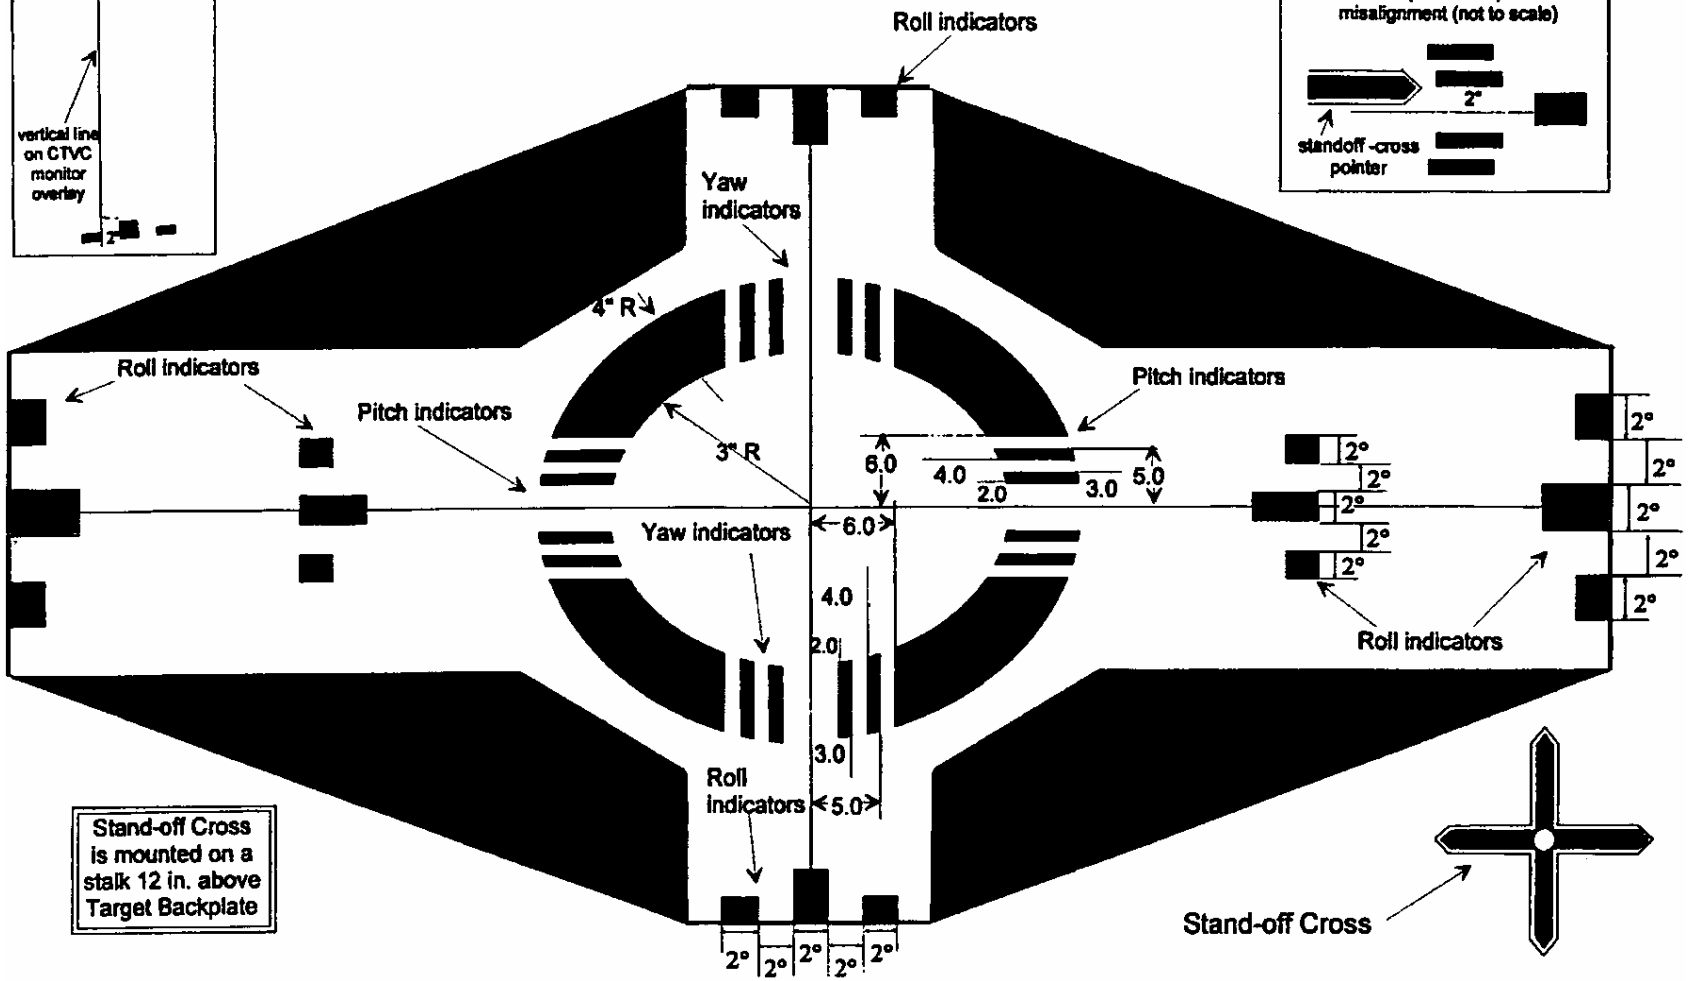 Roll indicators
misalignment (not to scale)
2°
standoff -cross
pointer
vertical line
on CTVC
monitor
overlay
2°
Yaw
indicators
4" R
Roll indicators
Pitch indicators
3" R
Pitch indicators
6.0
4.0
2.0
3.0
5.0
6.0
2°
2°
2°
2°
2°
2°
2°
2°
2°
2°
Yaw indicators
4.0
2.0
3.0
5.0
Roll indicators
Roll
indicators
Stand-off Cross
is mounted on a
stalk 12 in. above
Target Backplate
Stand-off Cross
2°
2°
2°
2°
2°